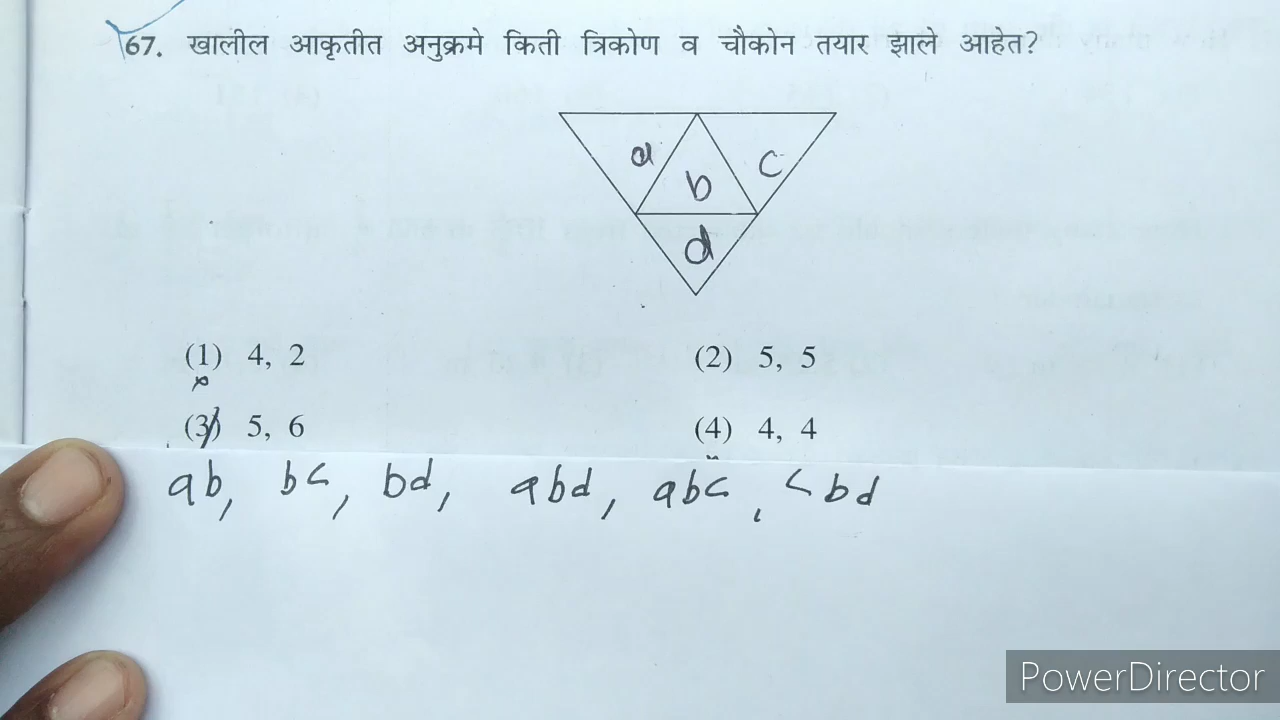 67. खालील आकृतीत अनुक्रमे किती त्रिकोण व चौकोन तयार झाले आहेत?
a
c
b
d
(1) 4, 2
(2) 5, 5
(3) 5, 6
(4) 4, 4
ab, bc, bd, abd, abc, cbd
PowerDirector